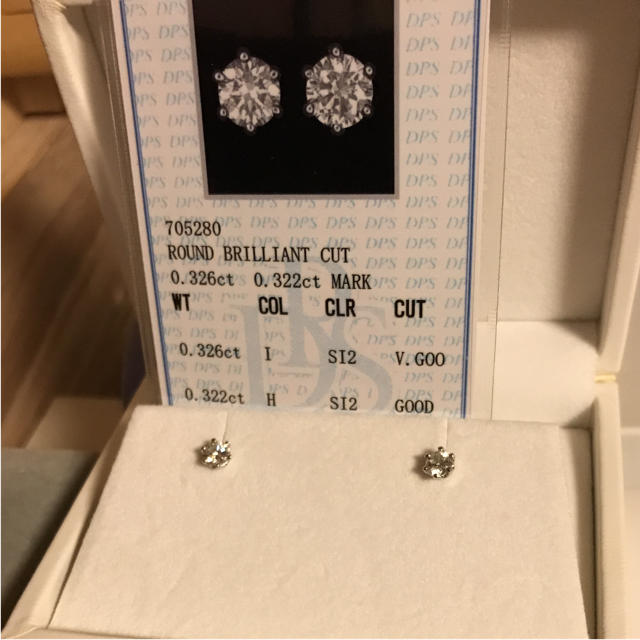 705280
ROUND BRILLIANT CUT
0.326ct 0.322ct MARK
WT COL CLR CUT
0.326ct I SI2 V.GOO
0.322ct H SI2 GOOD
DPS